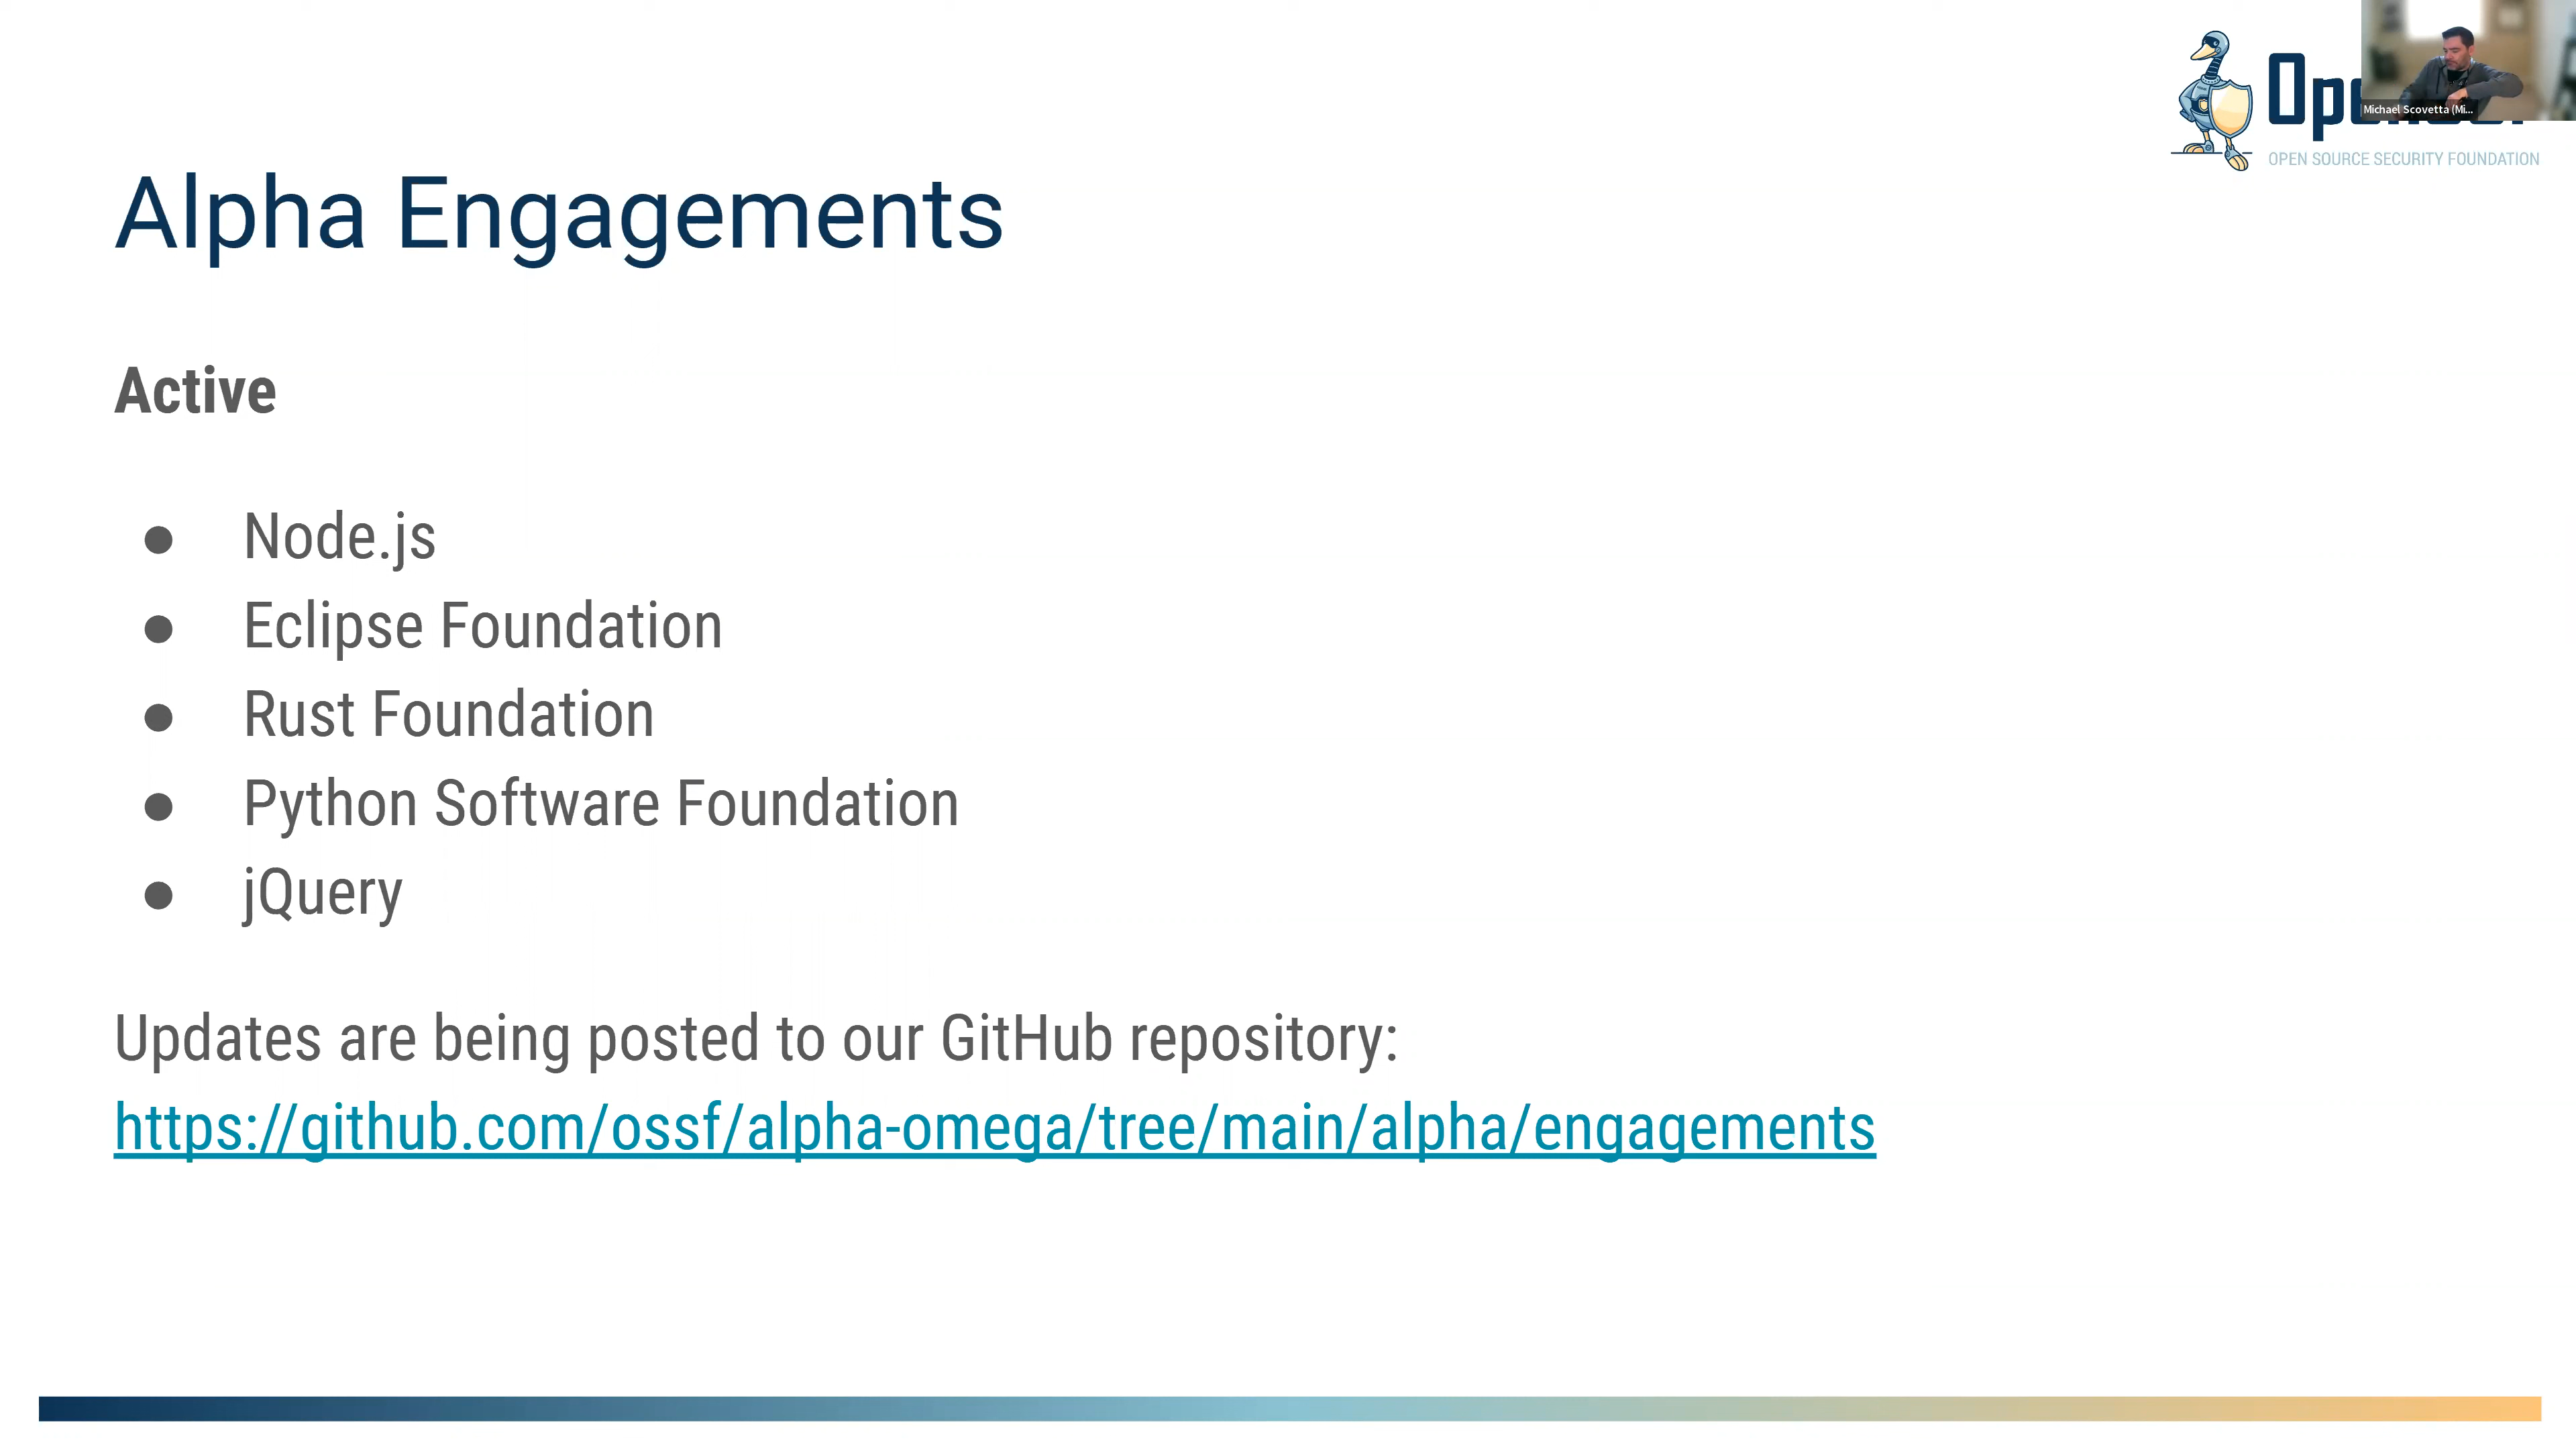 Michael Scovetta (Mi...
OPEN SOURCE SECURITY FOUNDATION
Alpha Engagements
Active
● Node.js
● Eclipse Foundation
● Rust Foundation
● Python Software Foundation
● jQuery
Updates are being posted to our GitHub repository:
https://github.com/ossf/alpha-omega/tree/main/alpha/engagements